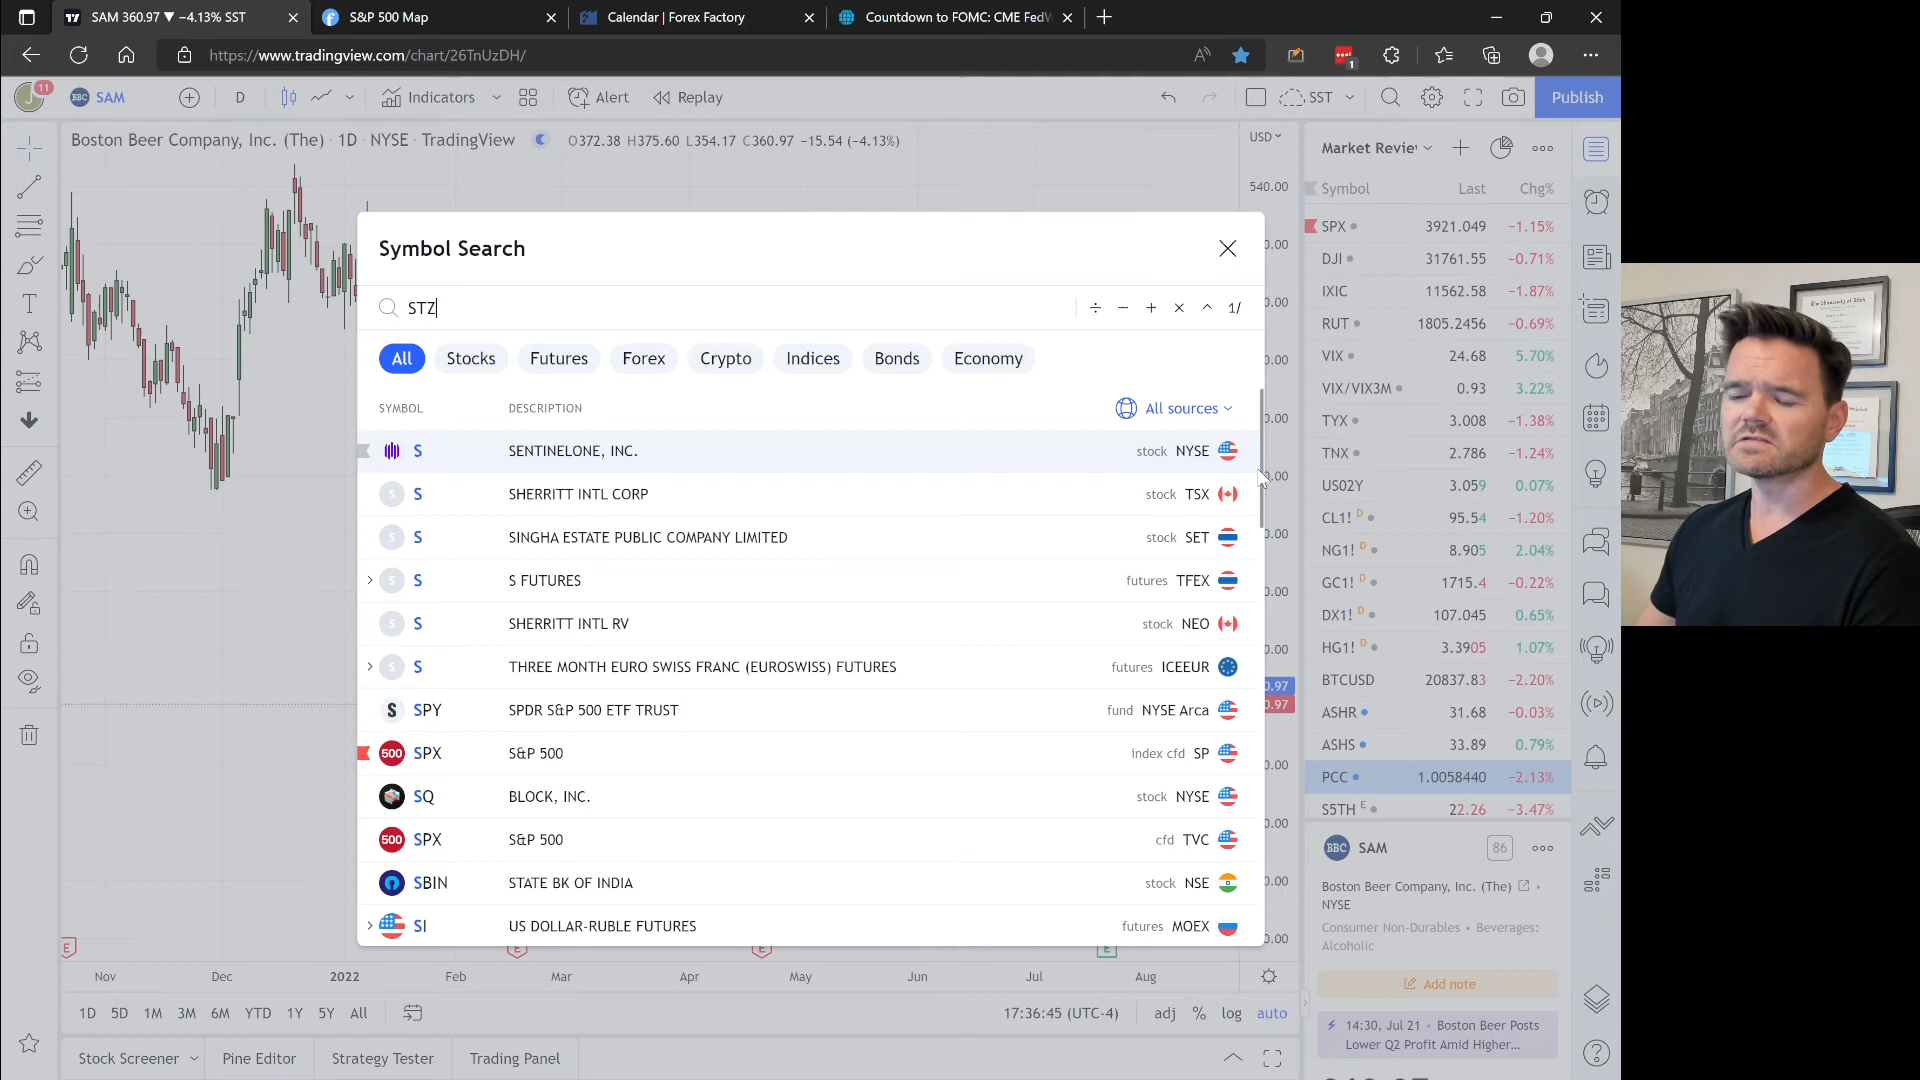 SAM 360.97 ▼ −4.13% SST
S&P 500 Map
Calendar | Forex Factory
Countdown to FOMC: CME FedW
https://www.tradingview.com/chart/26TnUzDH/
1
11
BBC SAM
D
Indicators
Alert
Replay
SST
Publish
Boston Beer Company, Inc. (The) · 1D · NYSE · TradingView
O372.38 H375.60 L354.17 C360.97 −15.54 (−4.13%)
USD
540.00
Market Review
Symbol Last Chg%
SPX 3921.049 −1.15%
DJI 31761.55 −0.71%
IXIC 11562.58 −1.87%
RUT 1805.2456 −0.69%
VIX 24.68 5.70%
VIX/VIX3M 0.93 3.22%
TYX 3.008 −1.38%
TNX 2.786 −1.24%
US02Y 3.059 0.07%
CL1! D 95.54 −1.20%
NG1! D 8.905 2.04%
GC1! D 1715.4 −0.22%
DX1! D 107.045 0.65%
HG1! D 3.3905 1.07%
BTCUSD 20837.83 −2.20%
ASHR 31.68 −0.03%
ASHS 33.89 0.79%
PCC 1.0058440 −2.13%
S5TH E 22.26 −3.47%
BBC SAM 86
Boston Beer Company, Inc. (The) ·
NYSE
Consumer Non-Durables · Beverages:
Alcoholic
Add note
14:30, Jul 21 · Boston Beer Posts
Lower Q2 Profit Amid Higher...
Symbol Search
STZ
÷ − + × ^ 1/
All Stocks Futures Forex Crypto Indices Bonds Economy
SYMBOL DESCRIPTION All sources
S SENTINELONE, INC. stock NYSE
S S SHERRITT INTL CORP stock TSX
S S SINGHA ESTATE PUBLIC COMPANY LIMITED stock SET
S S S FUTURES futures TFEX
S S SHERRITT INTL RV stock NEO
S S THREE MONTH EURO SWISS FRANC (EUROSWISS) FUTURES futures ICEEUR
S SPY SPDR S&P 500 ETF TRUST fund NYSE Arca
500 SPX S&P 500 index cfd SP
SQ BLOCK, INC. stock NYSE
500 SPX S&P 500 cfd TVC
SBIN STATE BK OF INDIA stock NSE
SI US DOLLAR-RUBLE FUTURES futures MOEX
E E E E
Nov Dec 2022 Feb Mar Apr May Jun Jul Aug
1D 5D 1M 3M 6M YTD 1Y 5Y All
17:36:45 (UTC-4) adj % log auto
Stock Screener Pine Editor Strategy Tester Trading Panel